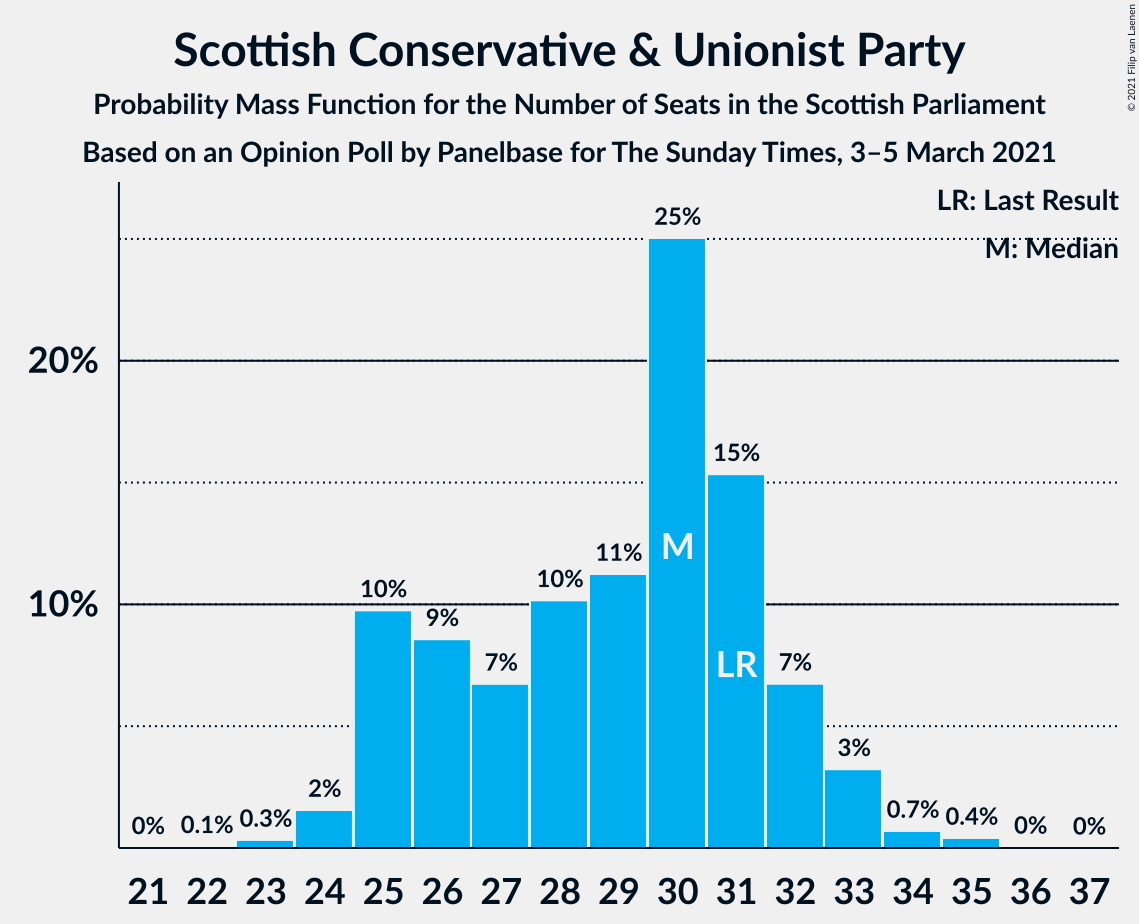 Scottish Conservative & Unionist Party
Probability Mass Function for the Number of Seats in the Scottish Parliament
Based on an Opinion Poll by Panelbase for The Sunday Times, 3–5 March 2021
© 2021 Filip van Laenen
LR: Last Result
M: Median
25%
20%
15%
M
11%
10%
10%
10%
9%
LR
7%
7%
3%
2%
0.7%
0.4%
0.3%
0.1%
0%
0%
0%
21 22 23 24 25 26 27 28 29 30 31 32 33 34 35 36 37